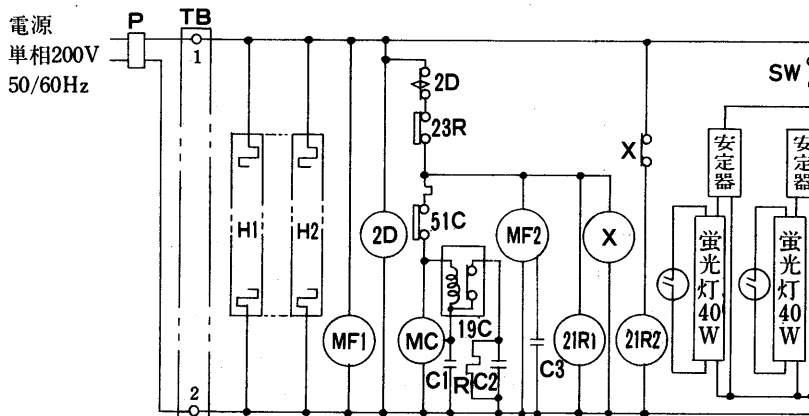 電源
単相200V
50/60Hz
P
TB
1
2D
SW
23R
X
安定器
安定器
H1
H2
51C
2D
MF2
X
蛍光灯40W
蛍光灯40W
19C
MF1
MC
21R1
21R2
C1
R
C2
C3
2